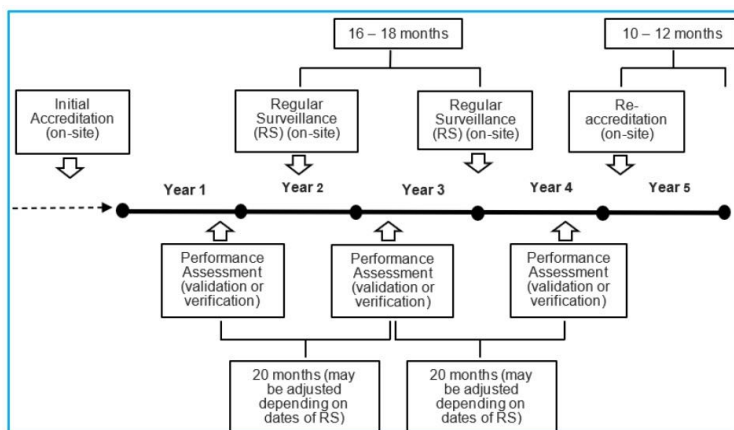 16 – 18 months
10 – 12 months
Initial
Accreditation
(on-site)
Regular
Surveillance
(RS) (on-site)
Regular
Surveillance
(RS) (on-site)
Re-
accreditation
(on-site)
Year 1
Year 2
Year 3
Year 4
Year 5
Performance
Assessment
(validation or
verification)
Performance
Assessment
(validation or
verification)
Performance
Assessment
(validation or
verification)
20 months (may
be adjusted
depending on
dates of RS)
20 months (may
be adjusted
depending on
dates of RS)